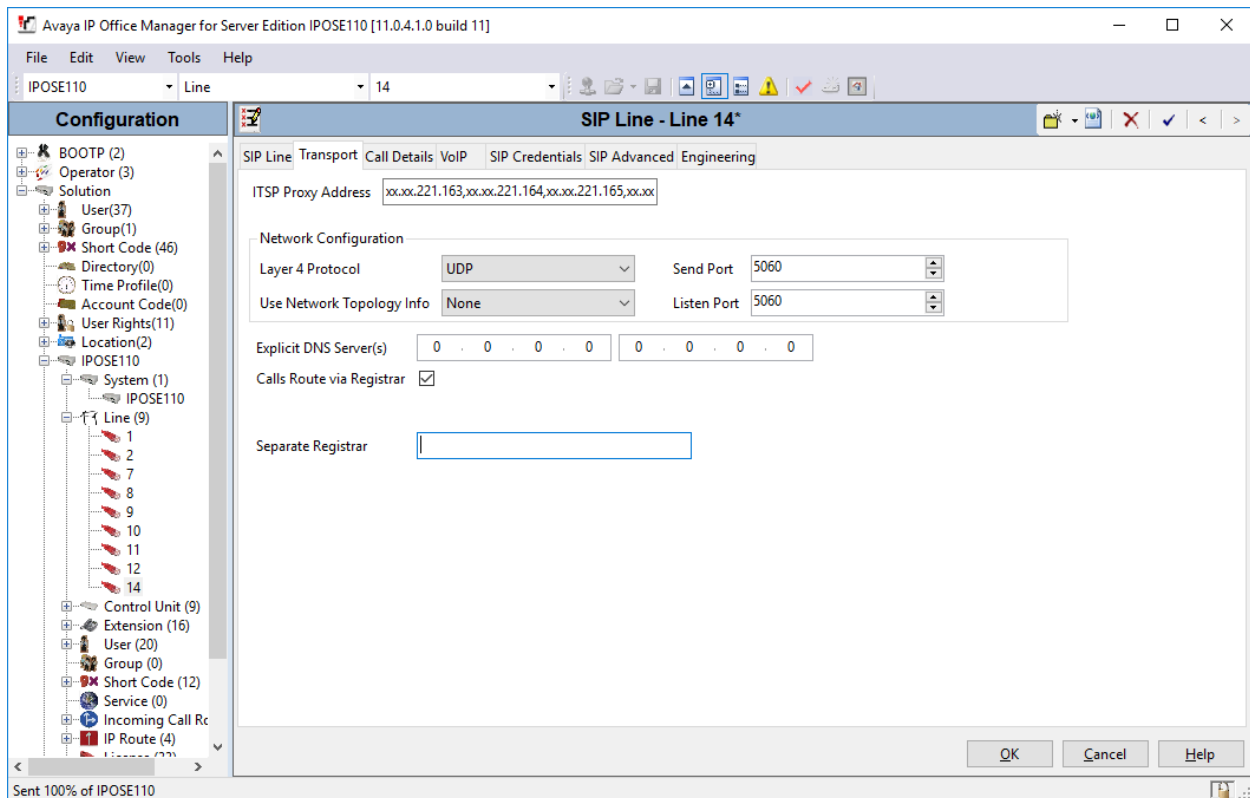 Avaya IP Office Manager for Server Edition IPOSE110 [11.0.4.1.0 build 11]
File Edit View Tools Help
IPOSE110 Line 14
Configuration
BOOTP (2)
Operator (3)
Solution
User(37)
Group(1)
Short Code (46)
Directory(0)
Time Profile(0)
Account Code(0)
User Rights(11)
Location(2)
IPOSE110
System (1)
IPOSE110
Line (9)
1
2
7
8
9
10
11
12
14
Control Unit (9)
Extension (16)
User (20)
Group (0)
Short Code (12)
Service (0)
Incoming Call Ro
IP Route (4)
SIP Line - Line 14*
SIP Line Transport Call Details VoIP SIP Credentials SIP Advanced Engineering
ITSP Proxy Address xx.xx.221.163,xx.xx.221.164,xx.xx.221.165,xx.xx
Network Configuration
Layer 4 Protocol UDP Send Port 5060
Use Network Topology Info None Listen Port 5060
Explicit DNS Server(s) 0 . 0 . 0 . 0 0 . 0 . 0 . 0
Calls Route via Registrar
Separate Registrar
OK Cancel Help
Sent 100% of IPOSE110